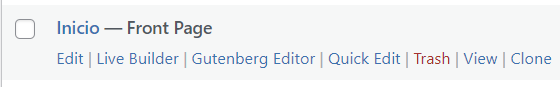 Inicio — Front Page
Edit | Live Builder | Gutenberg Editor | Quick Edit | Trash | View | Clone